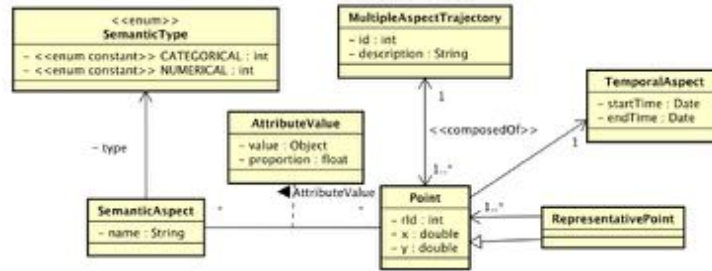 <<enum>>
SemanticType
- <<enum constant>> CATEGORICAL : int
- <<enum constant>> NUMERICAL : int
MultipleAspectTrajectory
- id : int
- description : String
TemporalAspect
- startTime : Date
- endTime : Date
1
<<composedOf>>
1
1..*
- type
AttributeValue
- value : Object
- proportion : float
AttributeValue
SemanticAspect
- name : String
*
*
Point
- rId : int
- x : double
- y : double
1..*
RepresentativePoint